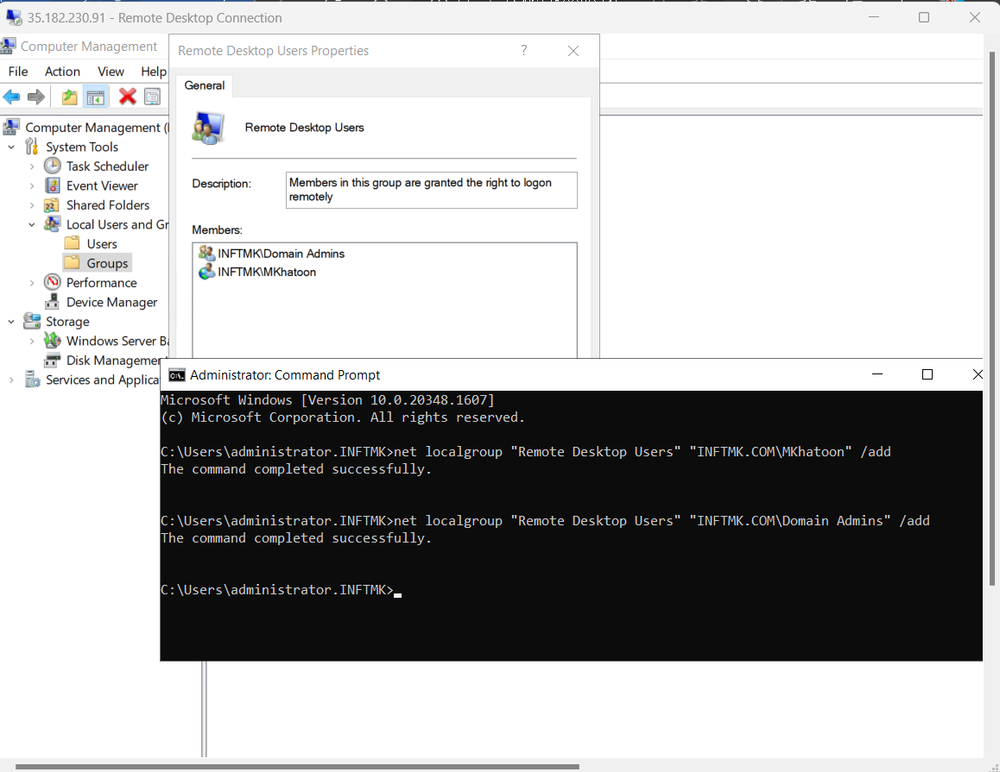 35.182.230.91 - Remote Desktop Connection
Computer Management
Remote Desktop Users Properties
?
File Action View Help
General
Remote Desktop Users
Description:
Members in this group are granted the right to logon
remotely
Members:
INFTMK\Domain Admins
INFTMK\MKhatoon
Computer Management (
System Tools
Task Scheduler
Event Viewer
Shared Folders
Local Users and Gr
Users
Groups
Performance
Device Manager
Storage
Windows Server Ba
Disk Managemen
Services and Applica
Administrator: Command Prompt
Microsoft Windows [Version 10.0.20348.1607]
(c) Microsoft Corporation. All rights reserved.
C:\Users\administrator.INFTMK>net localgroup "Remote Desktop Users" "INFTMK.COM\MKhatoon" /add
The command completed successfully.
C:\Users\administrator.INFTMK>net localgroup "Remote Desktop Users" "INFTMK.COM\Domain Admins" /add
The command completed successfully.
C:\Users\administrator.INFTMK>